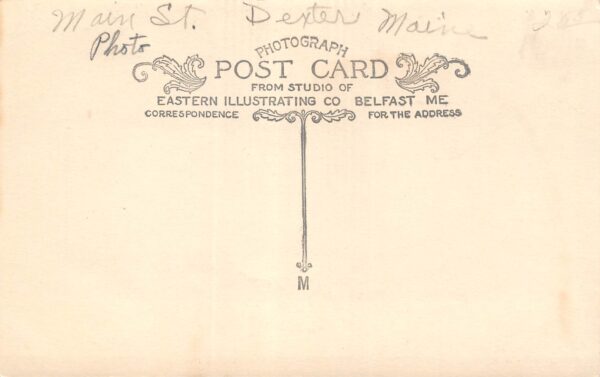 Main St. Dexter Maine
Photo
PHOTOGRAPH
POST CARD
FROM STUDIO OF
EASTERN ILLUSTRATING CO BELFAST ME
CORRESPONDENCE FOR THE ADDRESS
M